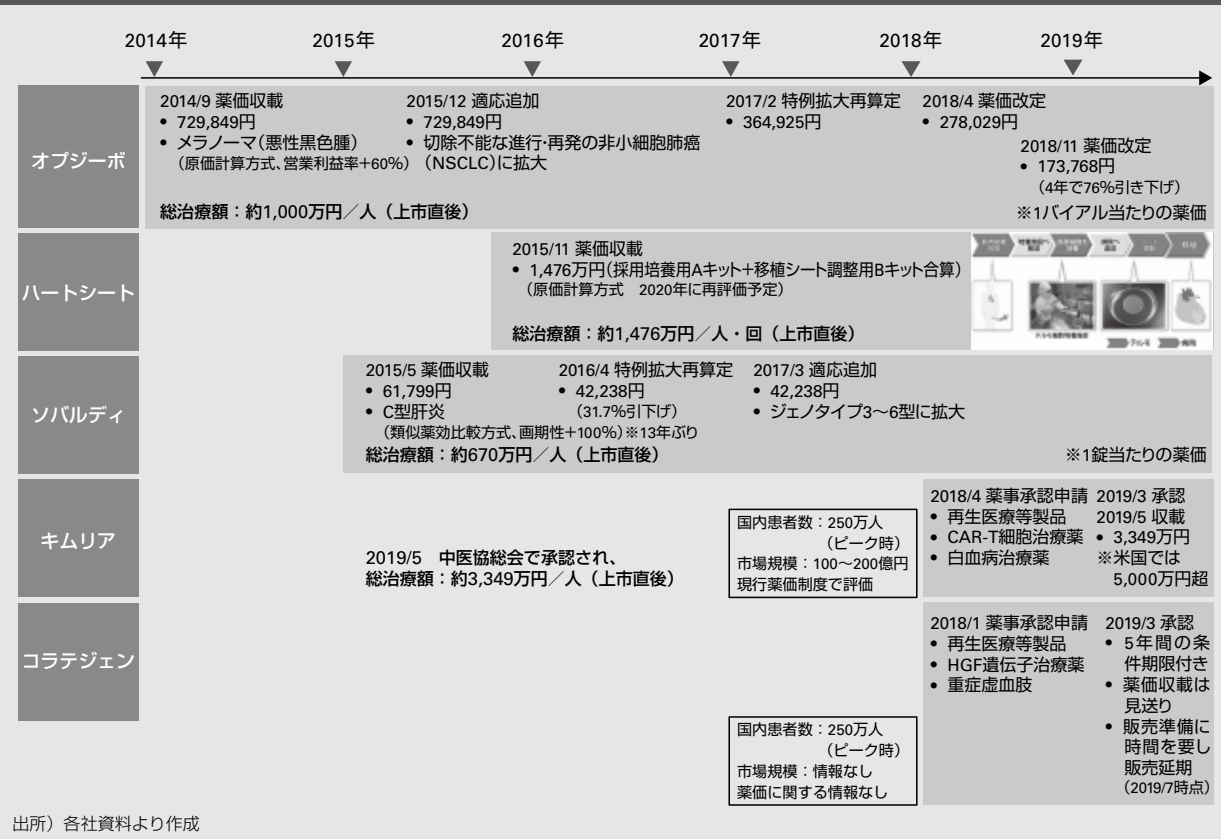 2014年 2015年 2016年 2017年 2018年 2019年
オプジーボ
2014/9 薬価収載
• 729,849円
• メラノーマ（悪性黒色腫）
（原価計算方式、営業利益率+60%）
2015/12 適応追加
• 729,849円
• 切除不能な進行・再発の非小細胞肺癌
（NSCLC）に拡大
2017/2 特例拡大再算定
• 364,925円
2018/4 薬価改定
• 278,029円
2018/11 薬価改定
• 173,768円
（4年で76%引き下げ）
総治療額：約1,000万円／人（上市直後）
※1バイアル当たりの薬価
ハートシート
2015/11 薬価収載
• 1,476万円（採用培養用Aキット+移植シート調整用Bキット合算）
（原価計算方式　2020年に再評価予定）
総治療額：約1,476万円／人・回（上市直後）
ソバルディ
2015/5 薬価収載
• 61,799円
• C型肝炎
（類似薬効比較方式、画期性+100%）※13年ぶり
2016/4 特例拡大再算定
• 42,238円
（31.7%引下げ）
2017/3 適応追加
• 42,238円
• ジェノタイプ3〜6型に拡大
総治療額：約670万円／人（上市直後）
※1錠当たりの薬価
キムリア
2019/5　中医協総会で承認され、
総治療額：約3,349万円／人（上市直後）
国内患者数：250万人
（ピーク時）
市場規模：100〜200億円
現行薬価制度で評価
2018/4 薬事承認申請
• 再生医療等製品
• CAR-T細胞治療薬
• 白血病治療薬
2019/3 承認
2019/5 収載
• 3,349万円
※米国では
5,000万円超
コラテジェン
国内患者数：250万人
（ピーク時）
市場規模：情報なし
薬価に関する情報なし
2018/1 薬事承認申請
• 再生医療等製品
• HGF遺伝子治療薬
• 重症虚血肢
2019/3 承認
• 5年間の条
件期限付き
• 薬価収載は
見送り
• 販売準備に
時間を要し
販売延期
（2019/7時点）
出所）各社資料より作成